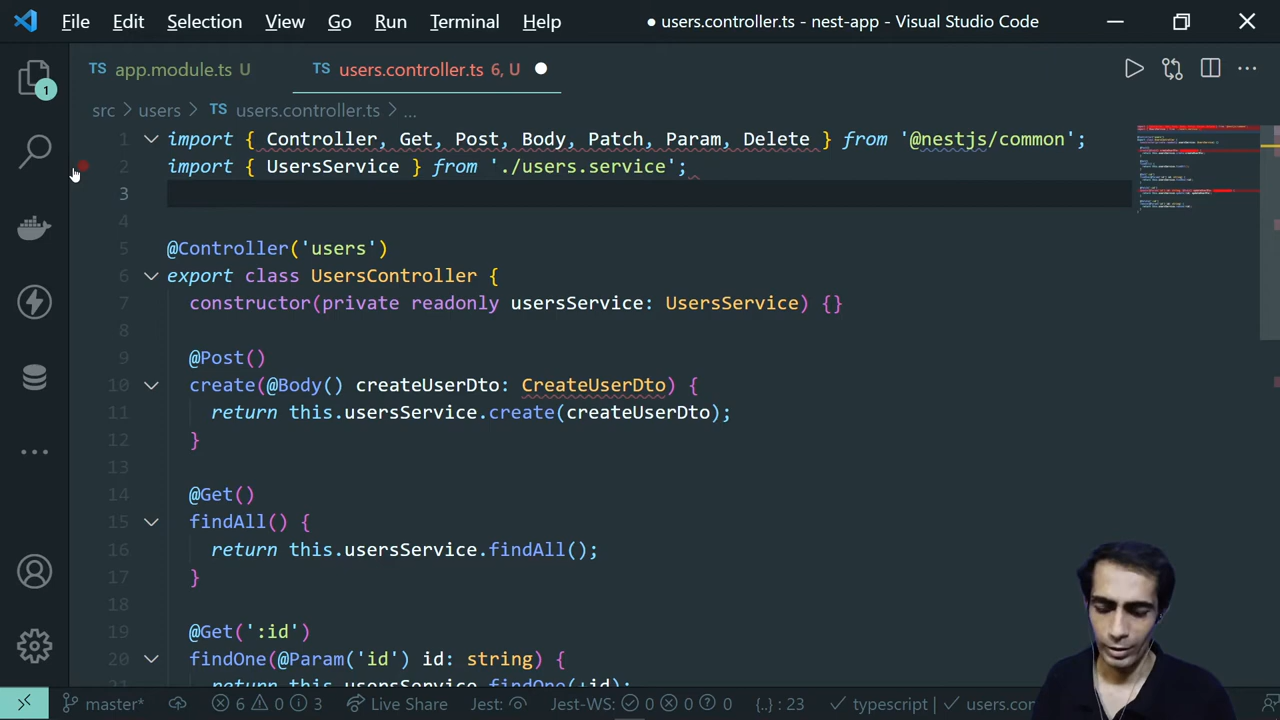 File Edit Selection View Go Run Terminal Help ● users.controller.ts - nest-app - Visual Studio Code
TS app.module.ts U TS users.controller.ts 6, U
src > users > TS users.controller.ts > ...
1
1 import { Controller, Get, Post, Body, Patch, Param, Delete } from '@nestjs/common';
2 import { UsersService } from './users.service';
3
4
5 @Controller('users')
6 export class UsersController {
7 constructor(private readonly usersService: UsersService) {}
8
9 @Post()
10 create(@Body() createUserDto: CreateUserDto) {
11 return this.usersService.create(createUserDto);
12 }
13
14 @Get()
15 findAll() {
16 return this.usersService.findAll();
17 }
18
19 @Get(':id')
20 findOne(@Param('id') id: string) {
21 return this.usersService.findOne(+id);
master* 6 0 3 Live Share Jest: Jest-WS: 0 0 0 {..} : 23 typescript | users.co